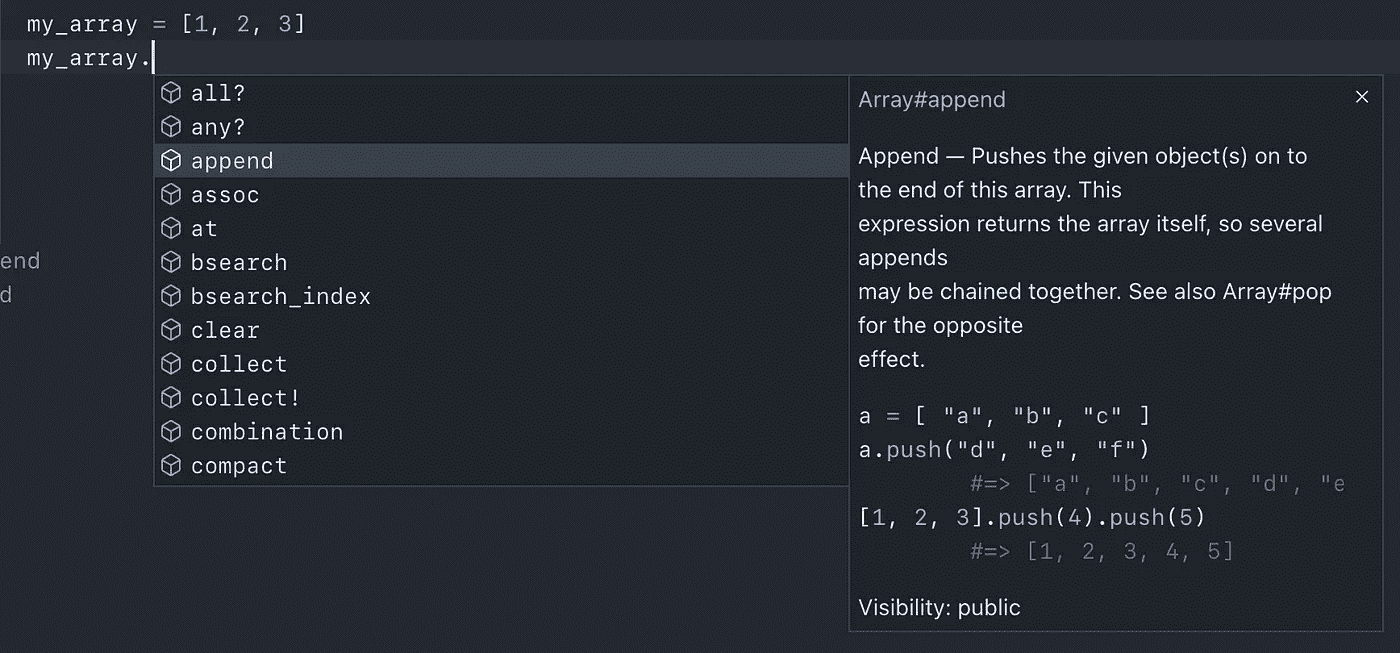 my_array = [1, 2, 3]
my_array.
end
d
all?
any?
append
assoc
at
bsearch
bsearch_index
clear
collect
collect!
combination
compact
Array#append
Append — Pushes the given object(s) on to
the end of this array. This
expression returns the array itself, so several
appends
may be chained together. See also Array#pop
for the opposite
effect.
a = [ "a", "b", "c" ]
a.push("d", "e", "f")
#=> ["a", "b", "c", "d", "e
[1, 2, 3].push(4).push(5)
#=> [1, 2, 3, 4, 5]
Visibility: public